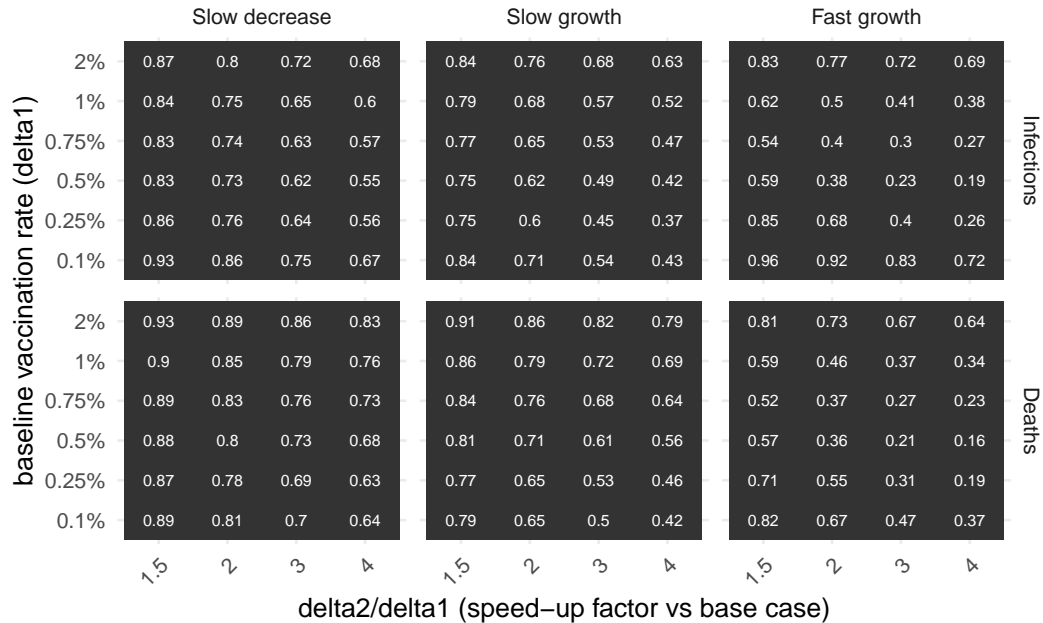 Slow decrease Slow growth Fast growth
2% 0.87 0.8 0.72 0.68 0.84 0.76 0.68 0.63 0.83 0.77 0.72 0.69
1% 0.84 0.75 0.65 0.6 0.79 0.68 0.57 0.52 0.62 0.5 0.41 0.38
0.75% 0.83 0.74 0.63 0.57 0.77 0.65 0.53 0.47 0.54 0.4 0.3 0.27
0.5% 0.83 0.73 0.62 0.55 0.75 0.62 0.49 0.42 0.59 0.38 0.23 0.19
0.25% 0.86 0.76 0.64 0.56 0.75 0.6 0.45 0.37 0.85 0.68 0.4 0.26
0.1% 0.93 0.86 0.75 0.67 0.84 0.71 0.54 0.43 0.96 0.92 0.83 0.72
Infections
2% 0.93 0.89 0.86 0.83 0.91 0.86 0.82 0.79 0.81 0.73 0.67 0.64
1% 0.9 0.85 0.79 0.76 0.86 0.79 0.72 0.69 0.59 0.46 0.37 0.34
0.75% 0.89 0.83 0.76 0.73 0.84 0.76 0.68 0.64 0.52 0.37 0.27 0.23
0.5% 0.88 0.8 0.73 0.68 0.81 0.71 0.61 0.56 0.57 0.36 0.21 0.16
0.25% 0.87 0.78 0.69 0.63 0.77 0.65 0.53 0.46 0.71 0.55 0.31 0.19
0.1% 0.89 0.81 0.7 0.64 0.79 0.65 0.5 0.42 0.82 0.67 0.47 0.37
Deaths
baseline vaccination rate (delta1)
1.5 2 3 4 1.5 2 3 4 1.5 2 3 4
delta2/delta1 (speed−up factor vs base case)